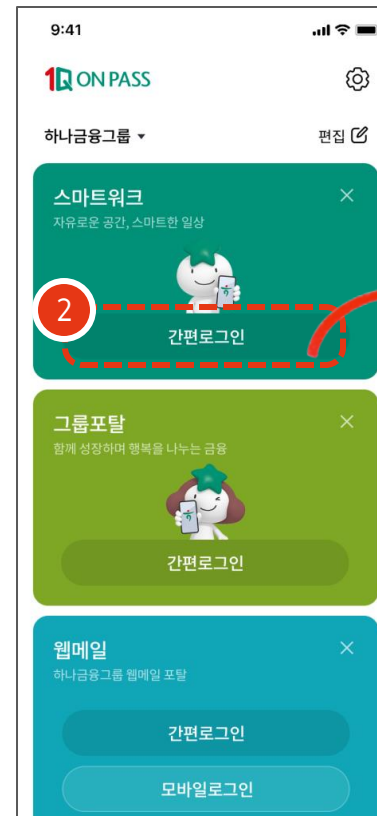 9:41
1Q ON PASS
하나금융그룹 ▾ 편집
스마트워크
자유로운 공간, 스마트한 일상
2
간편로그인
그룹포탈
함께 성장하며 행복을 나누는 금융
간편로그인
웹메일
하나금융그룹 웹메일 포탈
간편로그인
모바일로그인